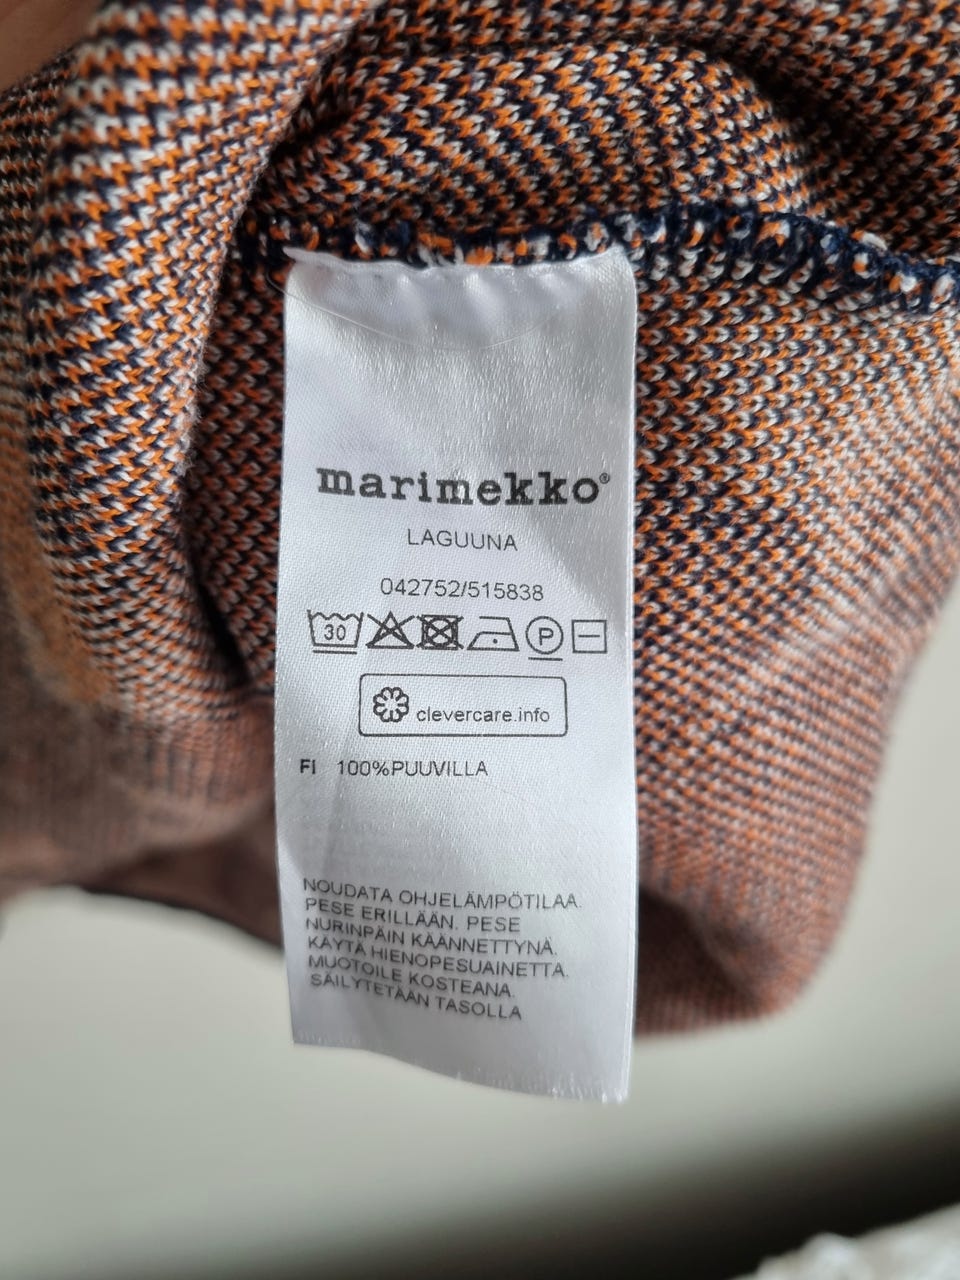 marimekko®
LAGUUNA
042752/515838
30 P
clevercare.info
FI 100%PUUVILLA
NOUDATA OHJELÄMPÖTILAA.
PESE ERILLÄÄN. PESE
NURINPÄIN KÄÄNNETTYNÄ.
KÄYTÄ HIENOPESUAINETTA.
MUOTOILE KOSTEANA.
SÄILYTETÄÄN TASOLLA